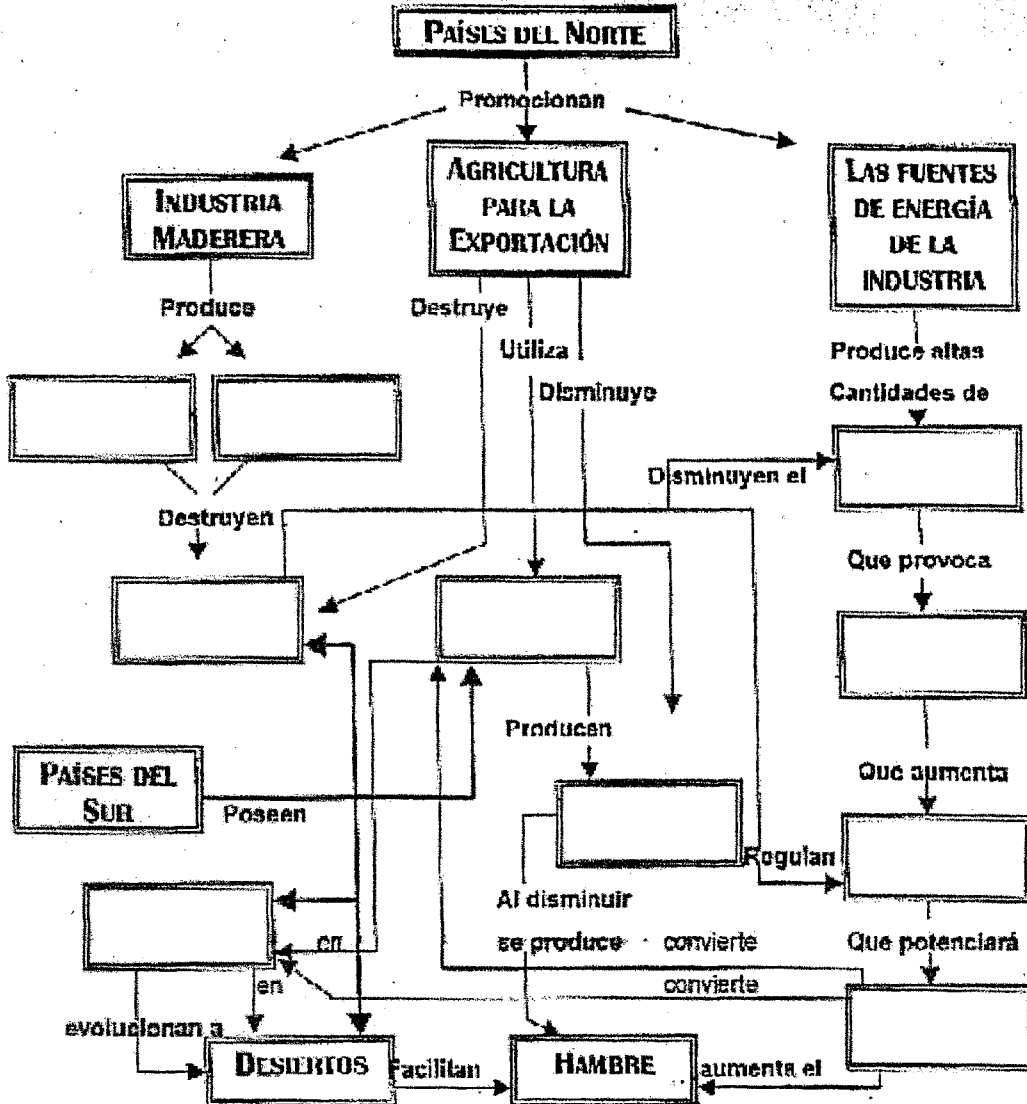 PAÍSES DEL NORTE
Promocionan
INDUSTRIA
MADERERA
AGRICULTURA
PARA LA
EXPORTACIÓN
LAS FUENTES
DE ENERGÍA
DE LA
INDUSTRIA
Produce
Destruye
Utiliza
Disminuye
Produce altas
Cantidades de
Disminuyen el
Destruyen
Que provoca
Producen
Que aumenta
PAÍSES DEL
SUR
Poseen
Regulan
Al disminuir
se produce
convierte
Que potenciará
en
en
convierte
evolucionan a
DESIERTOS
Facilitan
HAMBRE
aumenta el